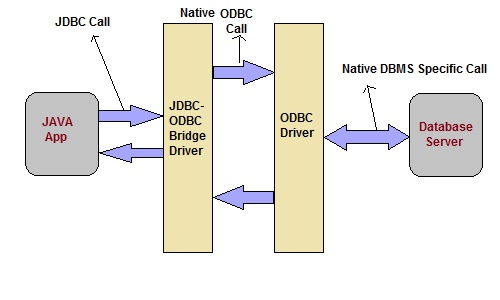 JDBC Call
Native ODBC
Call
Native DBMS Specific Call
JAVA
App
JDBC-
ODBC
Bridge
Driver
ODBC
Driver
Database
Server